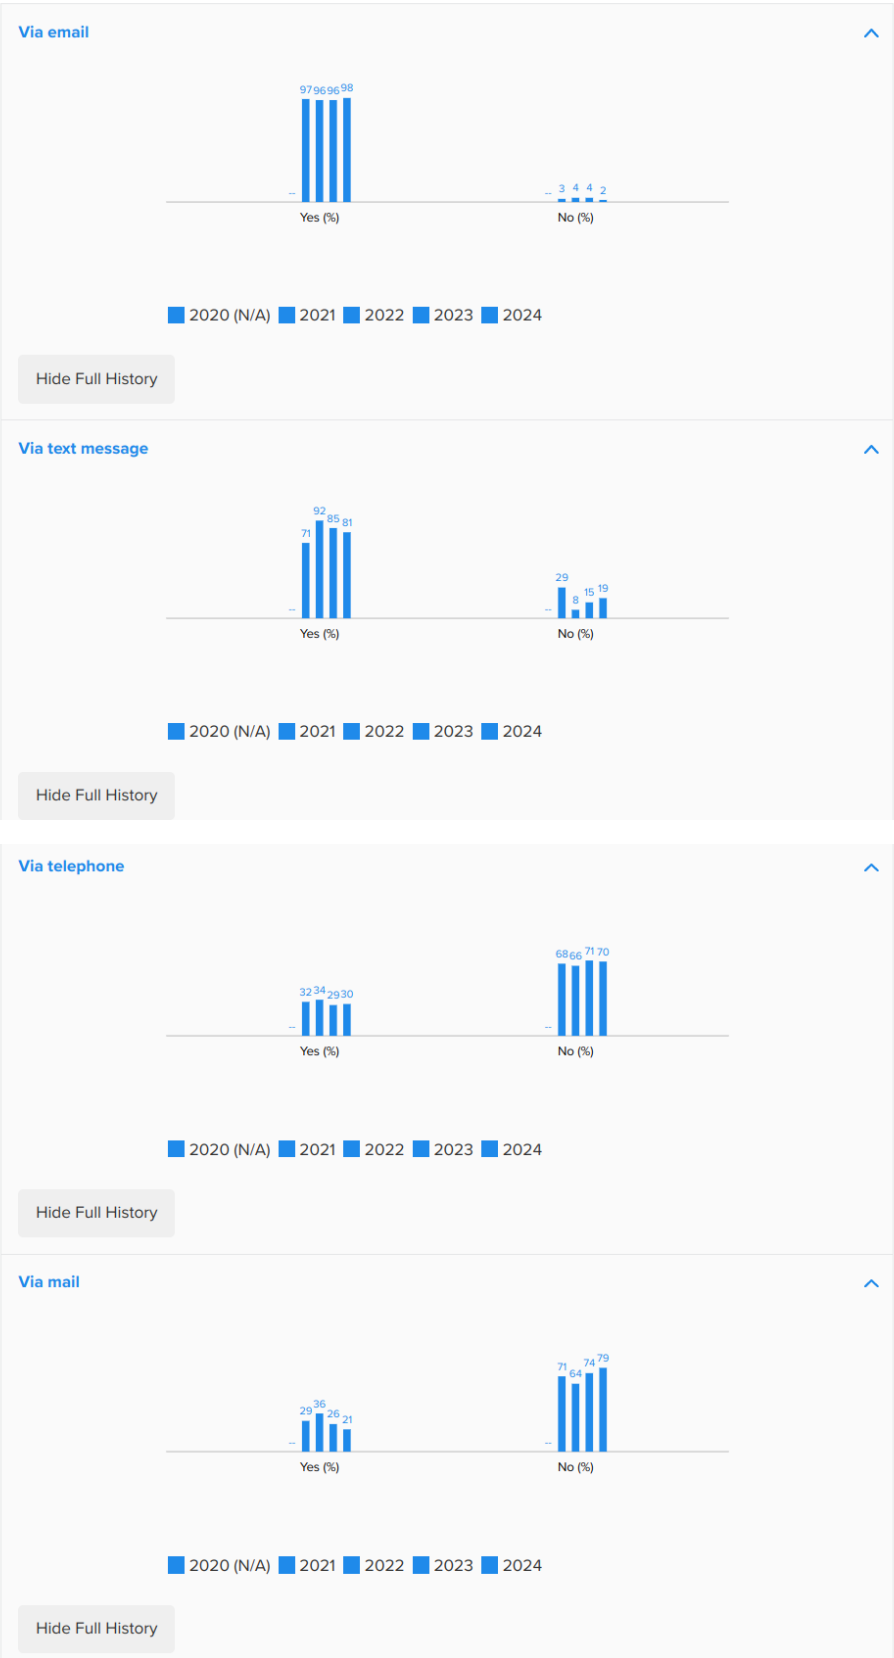 Via email
97 96 96 98
-- 3 4 4 2
--
Yes (%) No (%)
2020 (N/A) 2021 2022 2023 2024
Hide Full History
Via text message
71 92 85 81
29 8 15 19
-- --
Yes (%) No (%)
2020 (N/A) 2021 2022 2023 2024
Hide Full History
Via telephone
32 34 29 30
68 66 71 70
-- --
Yes (%) No (%)
2020 (N/A) 2021 2022 2023 2024
Hide Full History
Via mail
29 36 26 21
71 64 74 79
-- --
Yes (%) No (%)
2020 (N/A) 2021 2022 2023 2024
Hide Full History